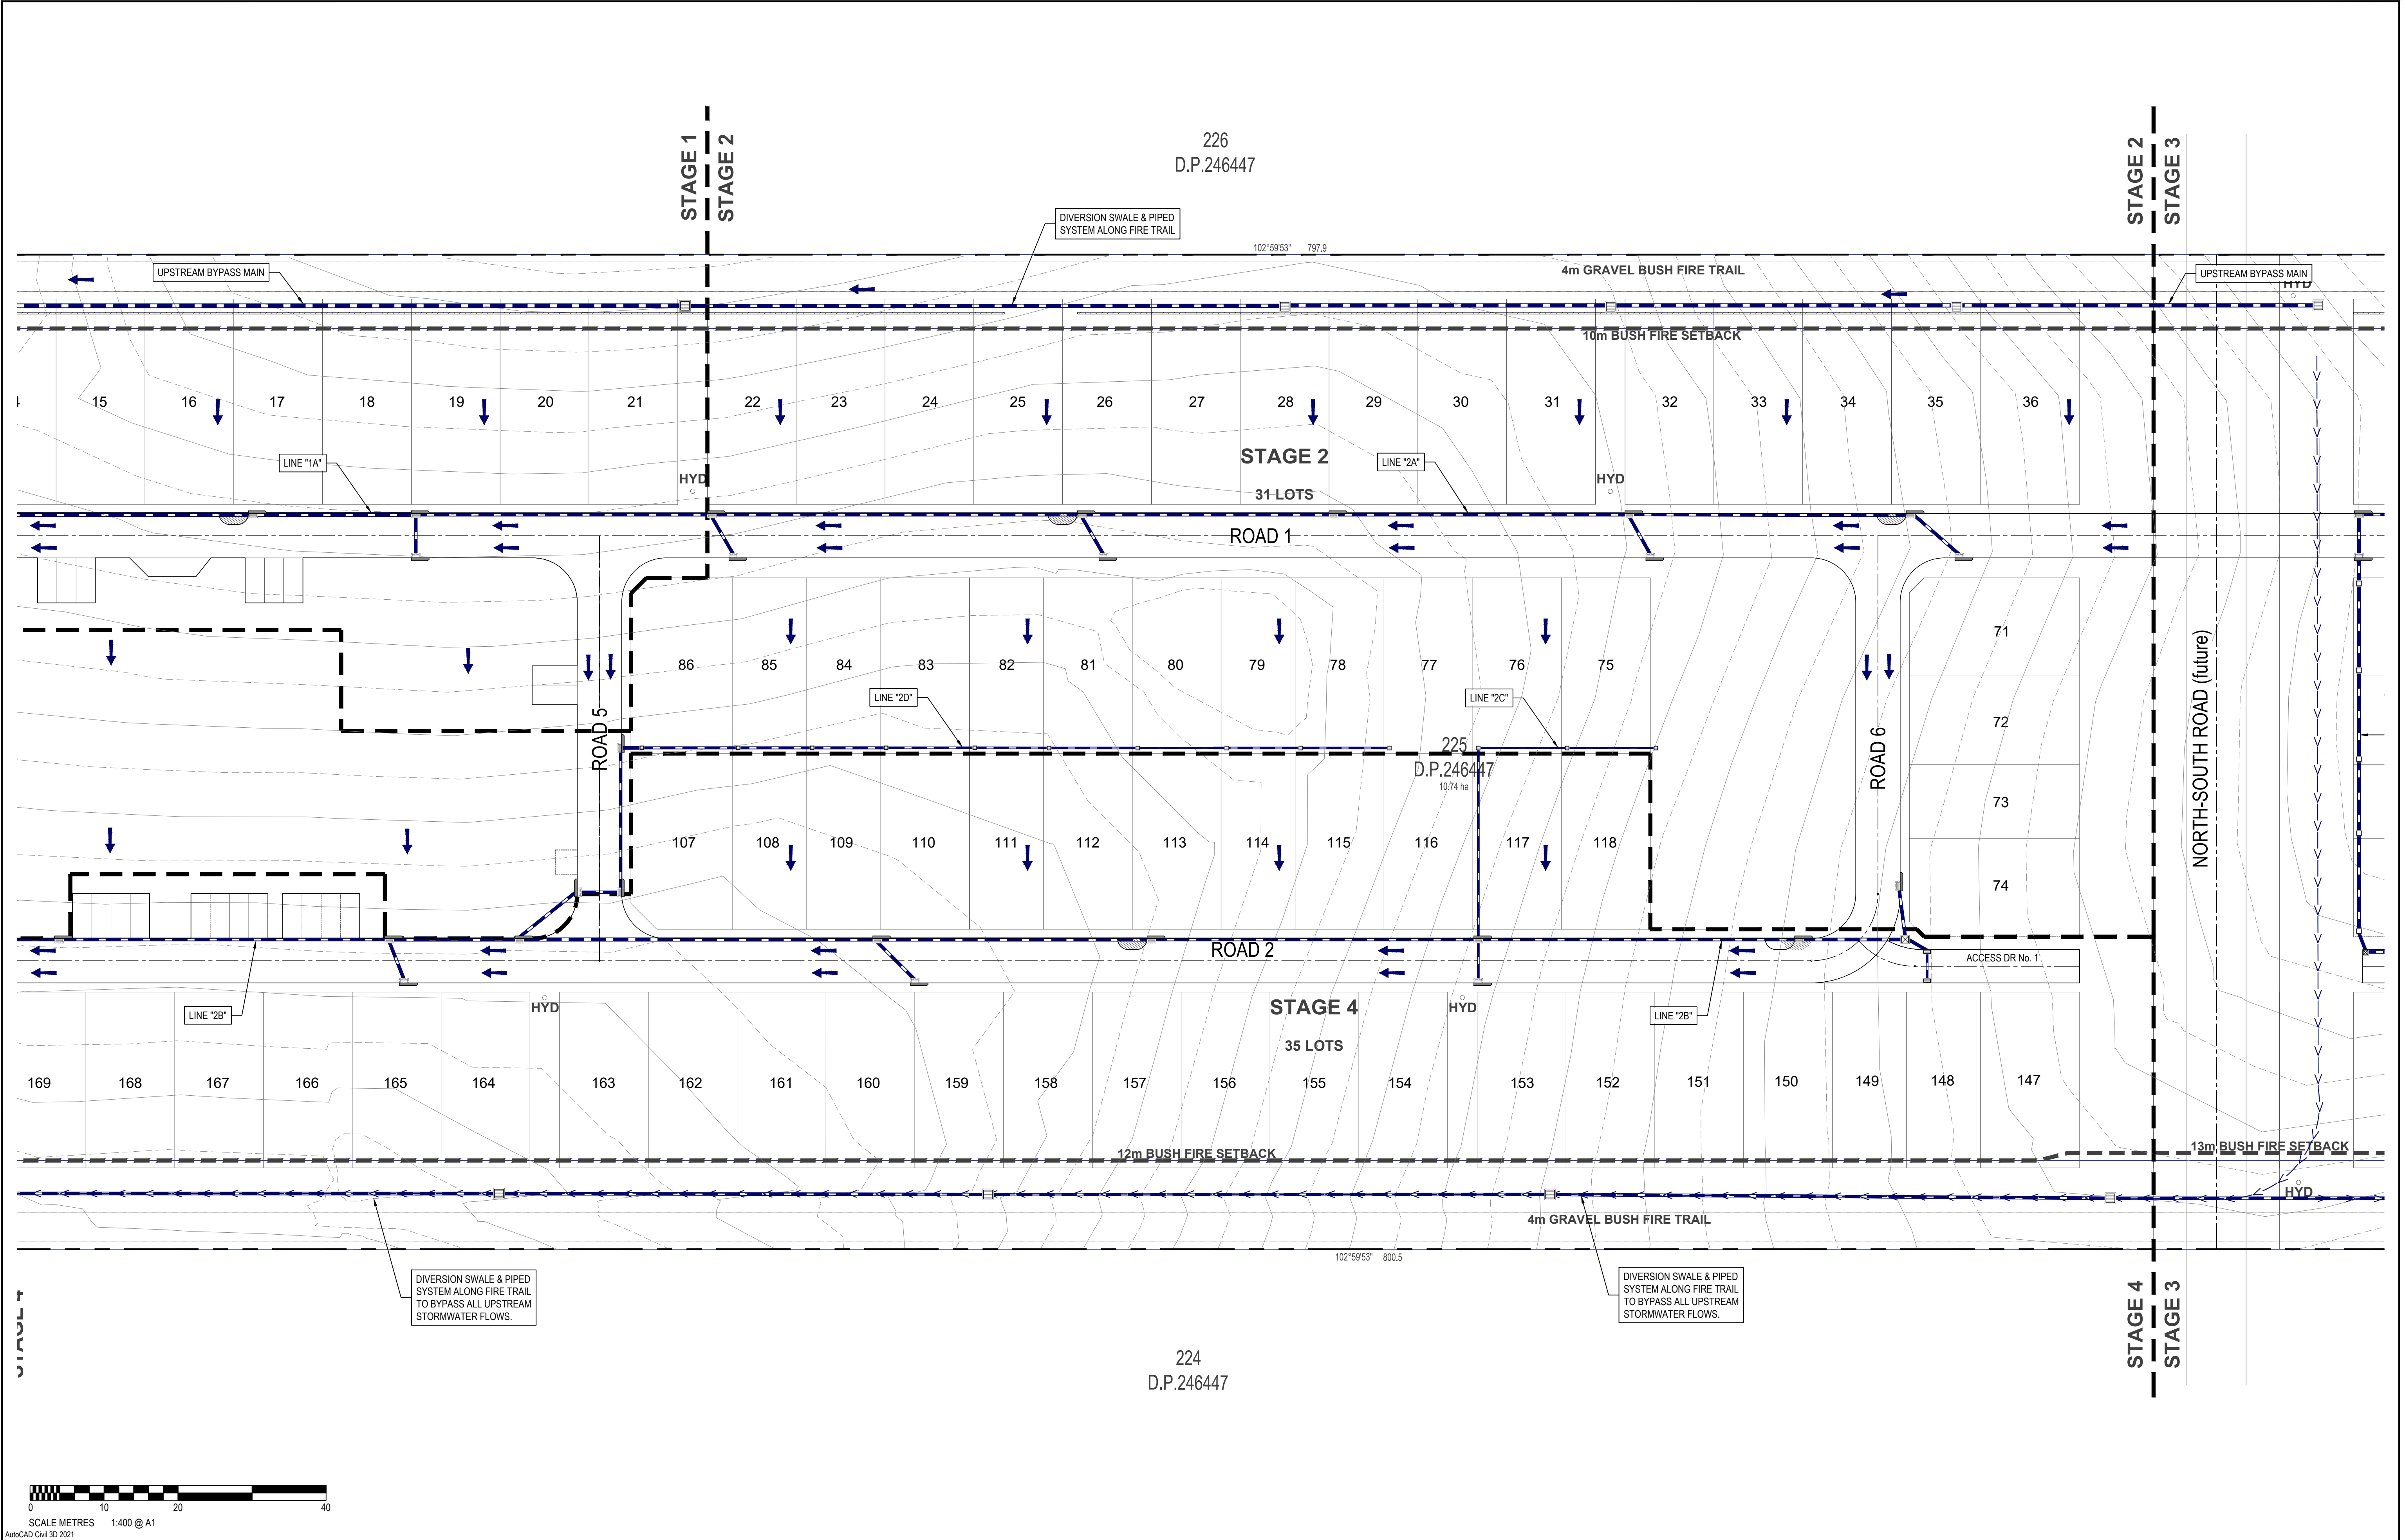 STAGE 1
STAGE 2
226
D.P.246447
STAGE 2
STAGE 3
DIVERSION SWALE & PIPED
SYSTEM ALONG FIRE TRAIL
102°59'53" 797.9
UPSTREAM BYPASS MAIN
4m GRAVEL BUSH FIRE TRAIL
UPSTREAM BYPASS MAIN
HYD
10m BUSH FIRE SETBACK
15 16 17 18 19 20 21 22 23 24 25 26 27 28 29 30 31 32 33 34 35 36
STAGE 2
LINE "1A"
LINE "2A"
HYD
HYD
31 LOTS
ROAD 1
71
86 85 84 83 82 81 80 79 78 77 76 75
LINE "2D"
LINE "2C"
72
ROAD 5
225
D.P.246447
10.74 ha
ROAD 6
NORTH-SOUTH ROAD (future)
73
107 108 109 110 111 112 113 114 115 116 117 118
74
ROAD 2
ACCESS DR No. 1
HYD
STAGE 4
HYD
LINE "2B"
LINE "2B"
35 LOTS
169 168 167 166 165 164 163 162 161 160 159 158 157 156 155 154 153 152 151 150 149 148 147
12m BUSH FIRE SETBACK
13m BUSH FIRE SETBACK
HYD
4m GRAVEL BUSH FIRE TRAIL
102°59'53" 800.5
DIVERSION SWALE & PIPED
SYSTEM ALONG FIRE TRAIL
TO BYPASS ALL UPSTREAM
STORMWATER FLOWS.
DIVERSION SWALE & PIPED
SYSTEM ALONG FIRE TRAIL
TO BYPASS ALL UPSTREAM
STORMWATER FLOWS.
STAGE 4
STAGE 3
224
D.P.246447
0 10 20 40
SCALE METRES 1:400 @ A1
AutoCAD Civil 3D 2021